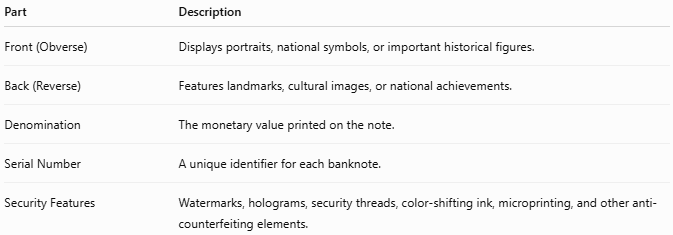 Part Description
Front (Obverse) Displays portraits, national symbols, or important historical figures.
Back (Reverse) Features landmarks, cultural images, or national achievements.
Denomination The monetary value printed on the note.
Serial Number A unique identifier for each banknote.
Security Features Watermarks, holograms, security threads, color-shifting ink, microprinting, and other anti-
counterfeiting elements.